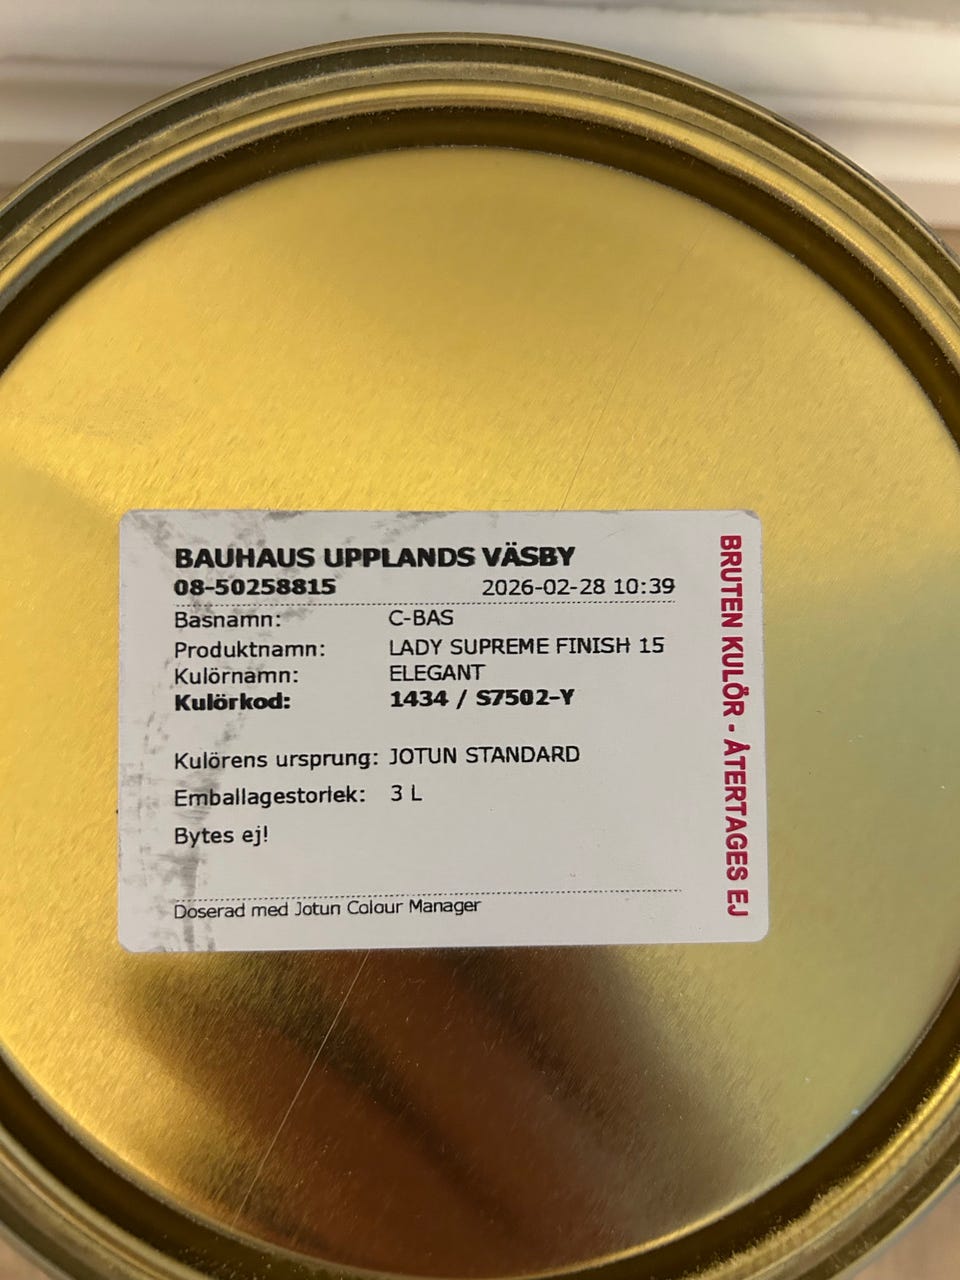 BAUHAUS UPPLANDS VÄSBY
08-50258815 2026-02-28 10:39
Basnamn: C-BAS
Produktnamn: LADY SUPREME FINISH 15
Kulörnamn: ELEGANT
Kulörkod: 1434 / S7502-Y
Kulörens ursprung: JOTUN STANDARD
Emballagestorlek: 3 L
Bytes ej!
Doserad med Jotun Colour Manager
BRUTEN KULÖR - ÅTERTAGES EJ